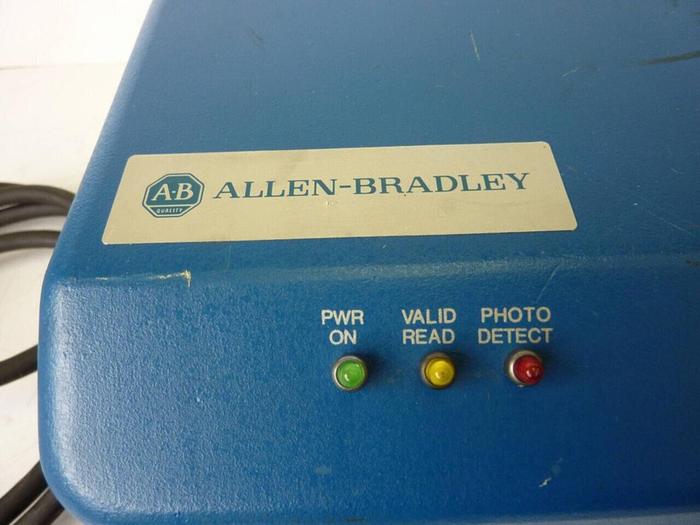 A-B
QUALITY
ALLEN-BRADLEY
PWR ON
VALID READ
PHOTO DETECT